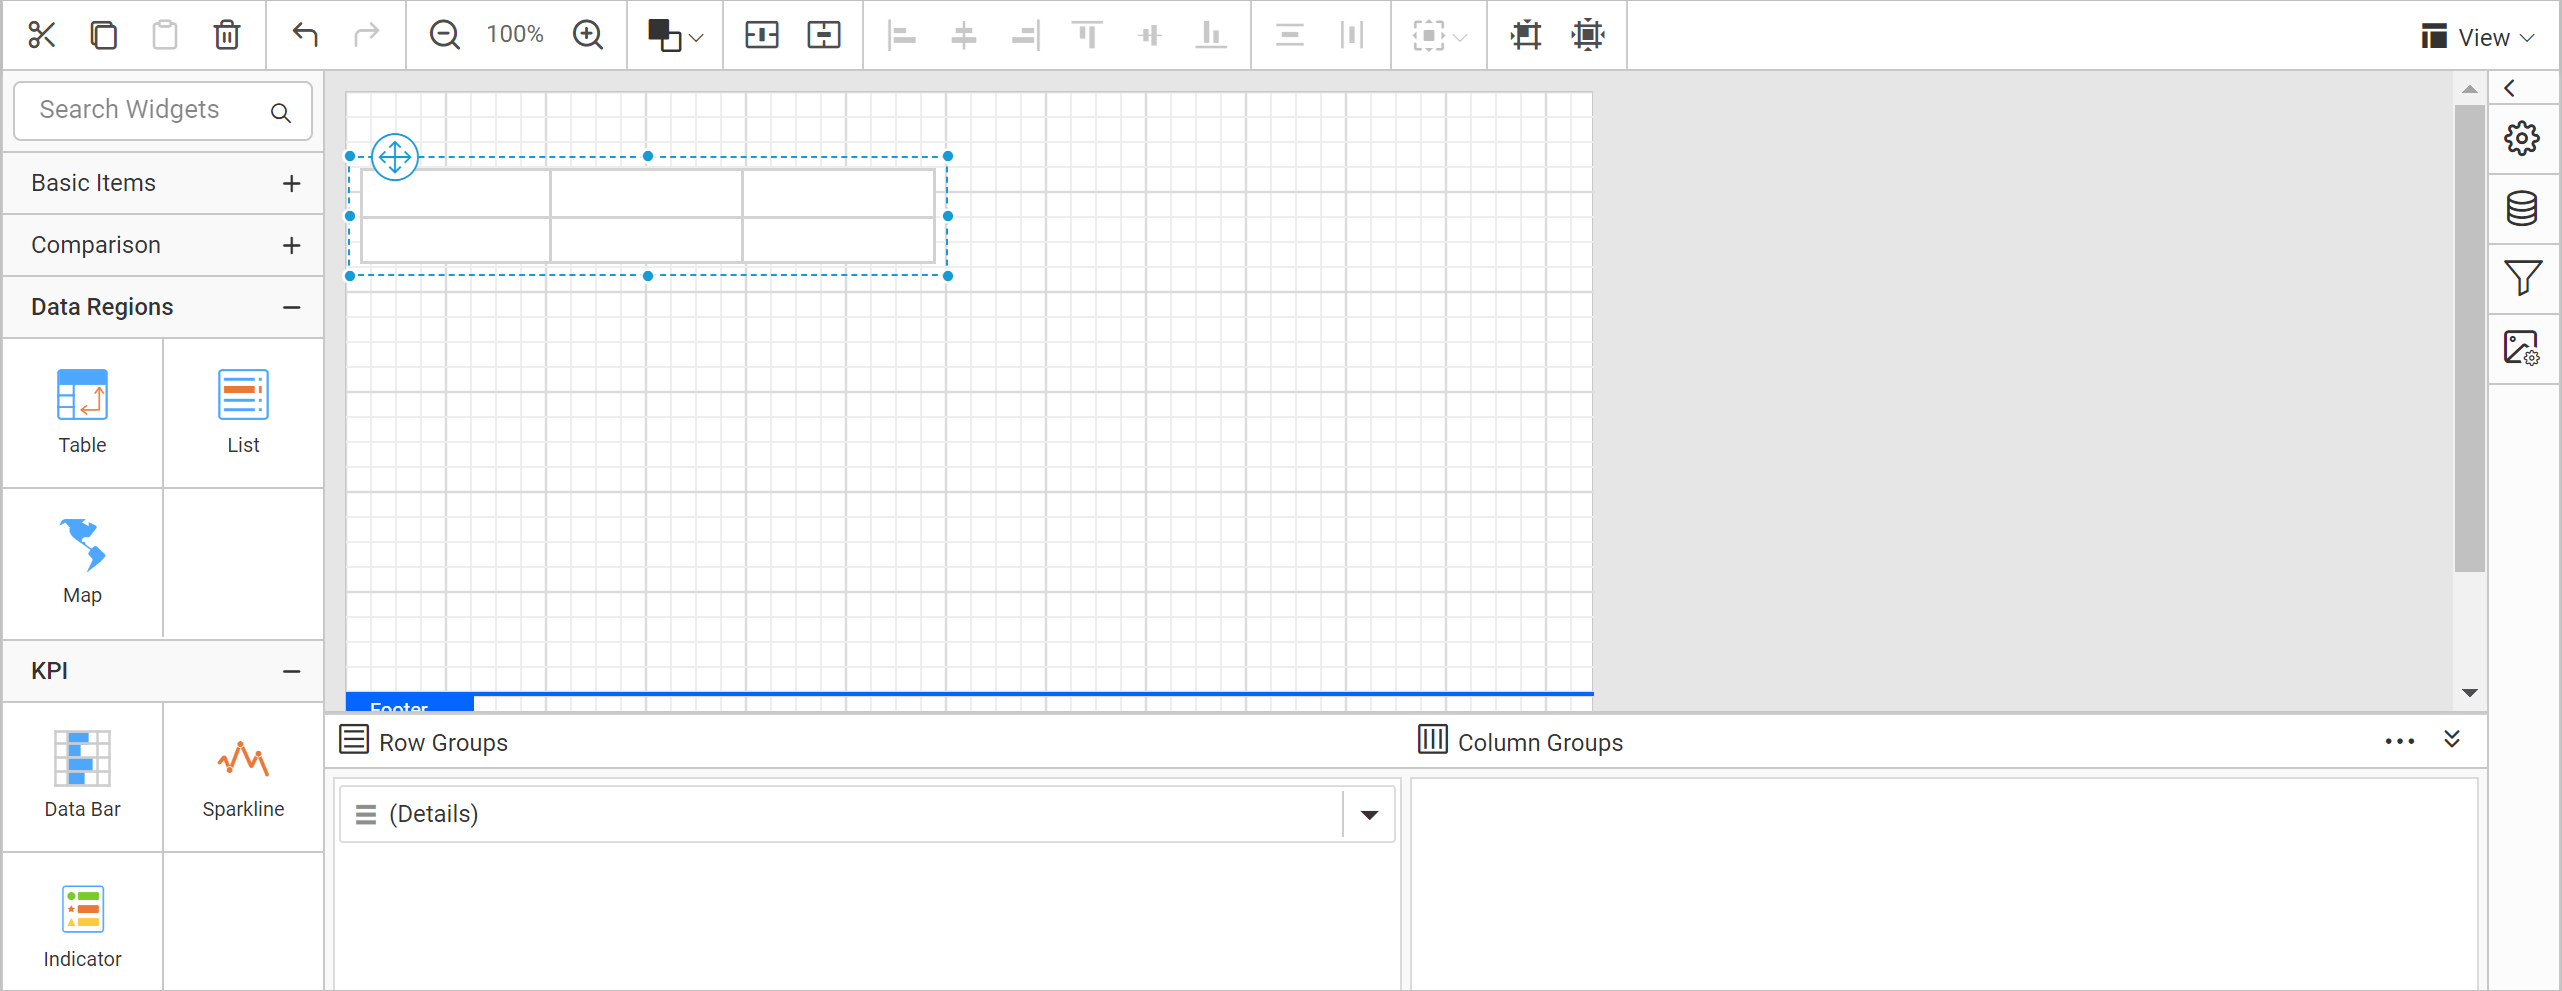 100%
View
Search Widgets
Basic Items
Comparison
Data Regions
Table
List
Map
KPI
Data Bar
Sparkline
Indicator
Footer
Row Groups
Column Groups
(Details)